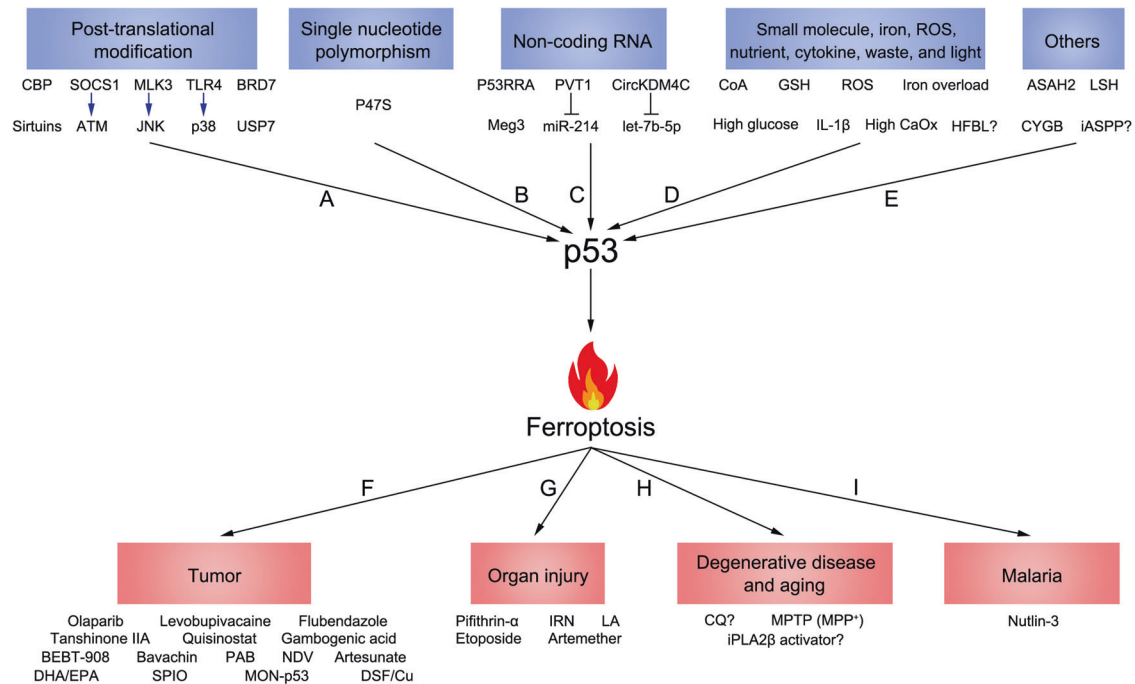 Post-translational modification
Single nucleotide polymorphism
Non-coding RNA
Small molecule, iron, ROS, nutrient, cytokine, waste, and light
Others
CBP SOCS1 MLK3 TLR4 BRD7
Sirtuins ATM JNK p38 USP7
P47S
P53RRA PVT1 CircKDM4C
Meg3 miR-214 let-7b-5p
CoA GSH ROS Iron overload
High glucose IL-1β High CaOx HFBL?
ASAH2 LSH
CYGB iASPP?
A B C D E
p53
Ferroptosis
F G H I
Tumor
Organ injury
Degenerative disease and aging
Malaria
Olaparib Levobupivacaine Flubendazole
Tanshinone IIA Quisinostat Gambogenic acid
BEBT-908 Bavachin PAB NDV Artesunate
DHA/EPA SPIO MON-p53 DSF/Cu
Pifithrin-α IRN LA
Etoposide Artemether
CQ? MPTP (MPP⁺)
iPLA2β activator?
Nutlin-3